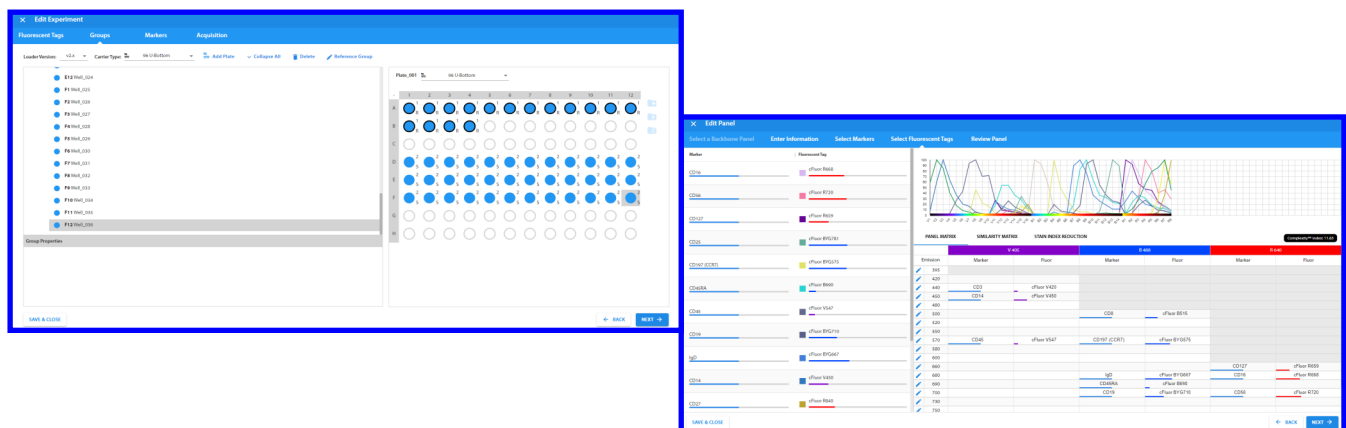 × Edit Experiment
Fluorescent Tags Groups Markers Acquisition
Loader Version: v2.x Carrier Type: 96 U-Bottom Add Plate Collapse All Delete Reference Group
E12 Well_024
F1 Well_025
F2 Well_026
F3 Well_027
F4 Well_028
F5 Well_029
F6 Well_030
F7 Well_031
F8 Well_032
F9 Well_033
F10 Well_034
F11 Well_035
F12 Well_036
Group Properties
Plate_001 96 U-Bottom
1 2 3 4 5 6 7 8 9 10 11 12
A
B
C
D
E
F
G
H
SAVE & CLOSE
← BACK NEXT →
× Edit Panel
Select a Backbone Panel Enter Information Select Markers Select Fluorescent Tags Review Panel
Marker Fluorescent Tag
CD16 cFluor R668
CD56 cFluor R720
CD127 cFluor R659
CD25 cFluor BYG781
CD197 (CCR7) cFluor BYG575
CD45RA cFluor B690
CD45 cFluor V547
CD19 cFluor BYG710
IgD cFluor BYG667
CD14 cFluor V450
CD27 cFluor R840
PANEL MATRIX SIMILARITY MATRIX STAIN INDEX REDUCTION
Complexity™ Index: 11.63
V 405 B 488 R 640
Emission Marker Fluor Marker Fluor Marker Fluor
395
420
440 CD3 cFluor V420
450 CD14 cFluor V450
480
500 CD8 cFluor B515
520
550
570 CD45 cFluor V547 CD197 (CCR7) cFluor BYG575
580
600
660 CD127 cFluor R659
680 IgD cFluor BYG667 CD16 cFluor R668
690 CD45RA cFluor B690
700 CD19 cFluor BYG710 CD56 cFluor R720
730
750
SAVE & CLOSE
← BACK NEXT →